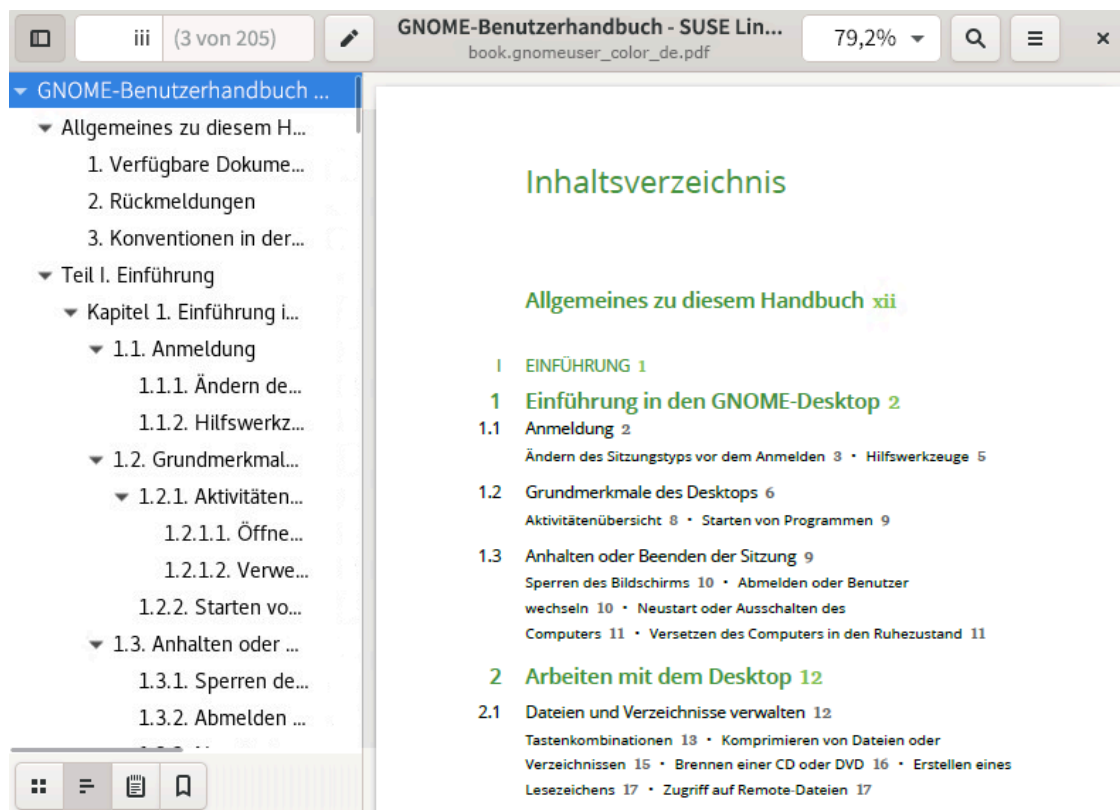 iii (3 von 205)
GNOME-Benutzerhandbuch - SUSE Lin...
book.gnomeuser_color_de.pdf
79,2%
GNOME-Benutzerhandbuch ...
Allgemeines zu diesem H...
1. Verfügbare Dokume...
2. Rückmeldungen
3. Konventionen in der...
Teil I. Einführung
Kapitel 1. Einführung i...
1.1. Anmeldung
1.1.1. Ändern de...
1.1.2. Hilfswerkz...
1.2. Grundmerkmal...
1.2.1. Aktivitäten...
1.2.1.1. Öffne...
1.2.1.2. Verwe...
1.2.2. Starten vo...
1.3. Anhalten oder ...
1.3.1. Sperren de...
1.3.2. Abmelden ...
Inhaltsverzeichnis
Allgemeines zu diesem Handbuch xii
I EINFÜHRUNG 1
1 Einführung in den GNOME-Desktop 2
1.1 Anmeldung 2
Ändern des Sitzungstyps vor dem Anmelden 3 • Hilfswerkzeuge 5
1.2 Grundmerkmale des Desktops 6
Aktivitätenübersicht 8 • Starten von Programmen 9
1.3 Anhalten oder Beenden der Sitzung 9
Sperren des Bildschirms 10 • Abmelden oder Benutzer
wechseln 10 • Neustart oder Ausschalten des
Computers 11 • Versetzen des Computers in den Ruhezustand 11
2 Arbeiten mit dem Desktop 12
2.1 Dateien und Verzeichnisse verwalten 12
Tastenkombinationen 13 • Komprimieren von Dateien oder
Verzeichnissen 15 • Brennen einer CD oder DVD 16 • Erstellen eines
Lesezeichens 17 • Zugriff auf Remote-Dateien 17